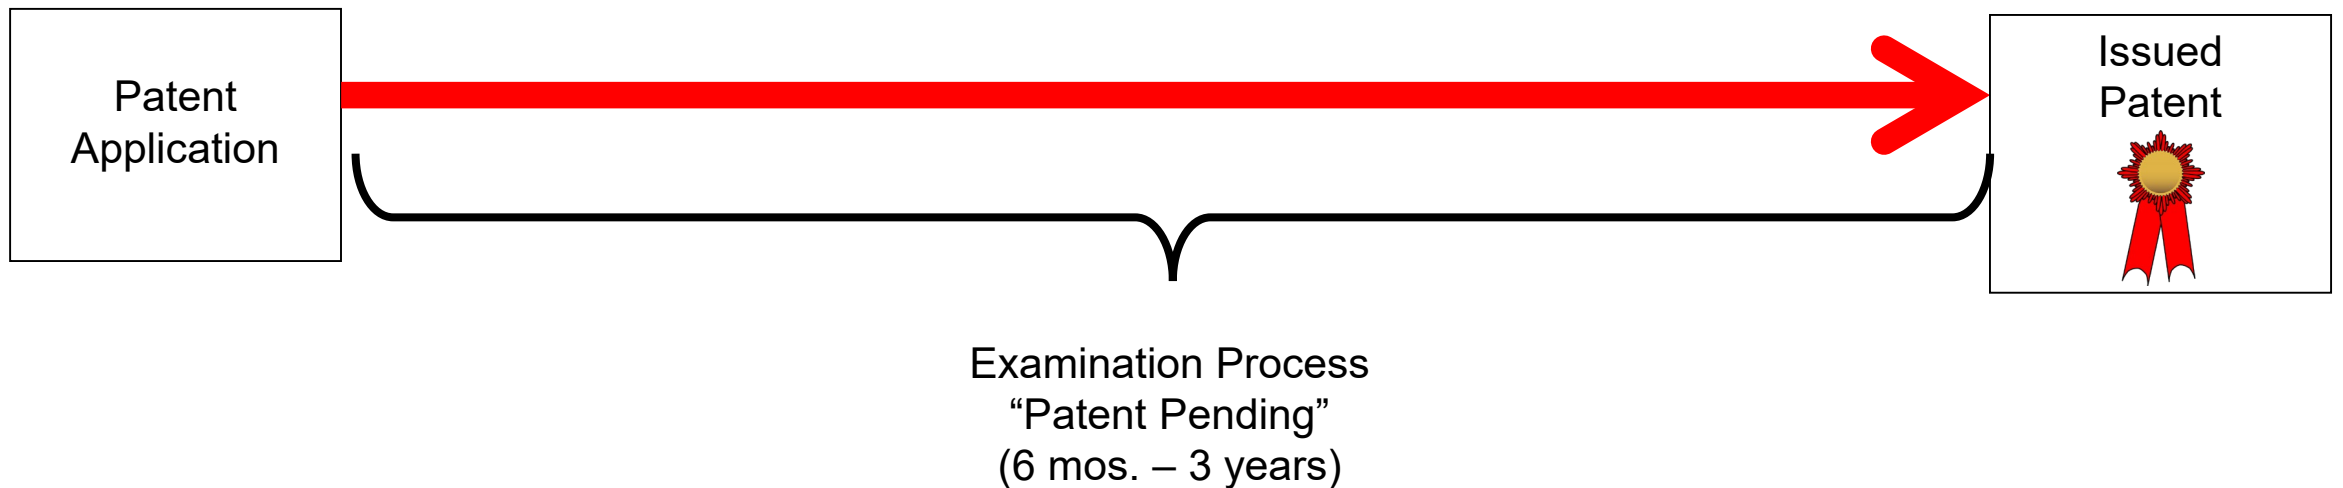 Patent
Application
Issued
Patent
Examination Process
“Patent Pending”
(6 mos. – 3 years)